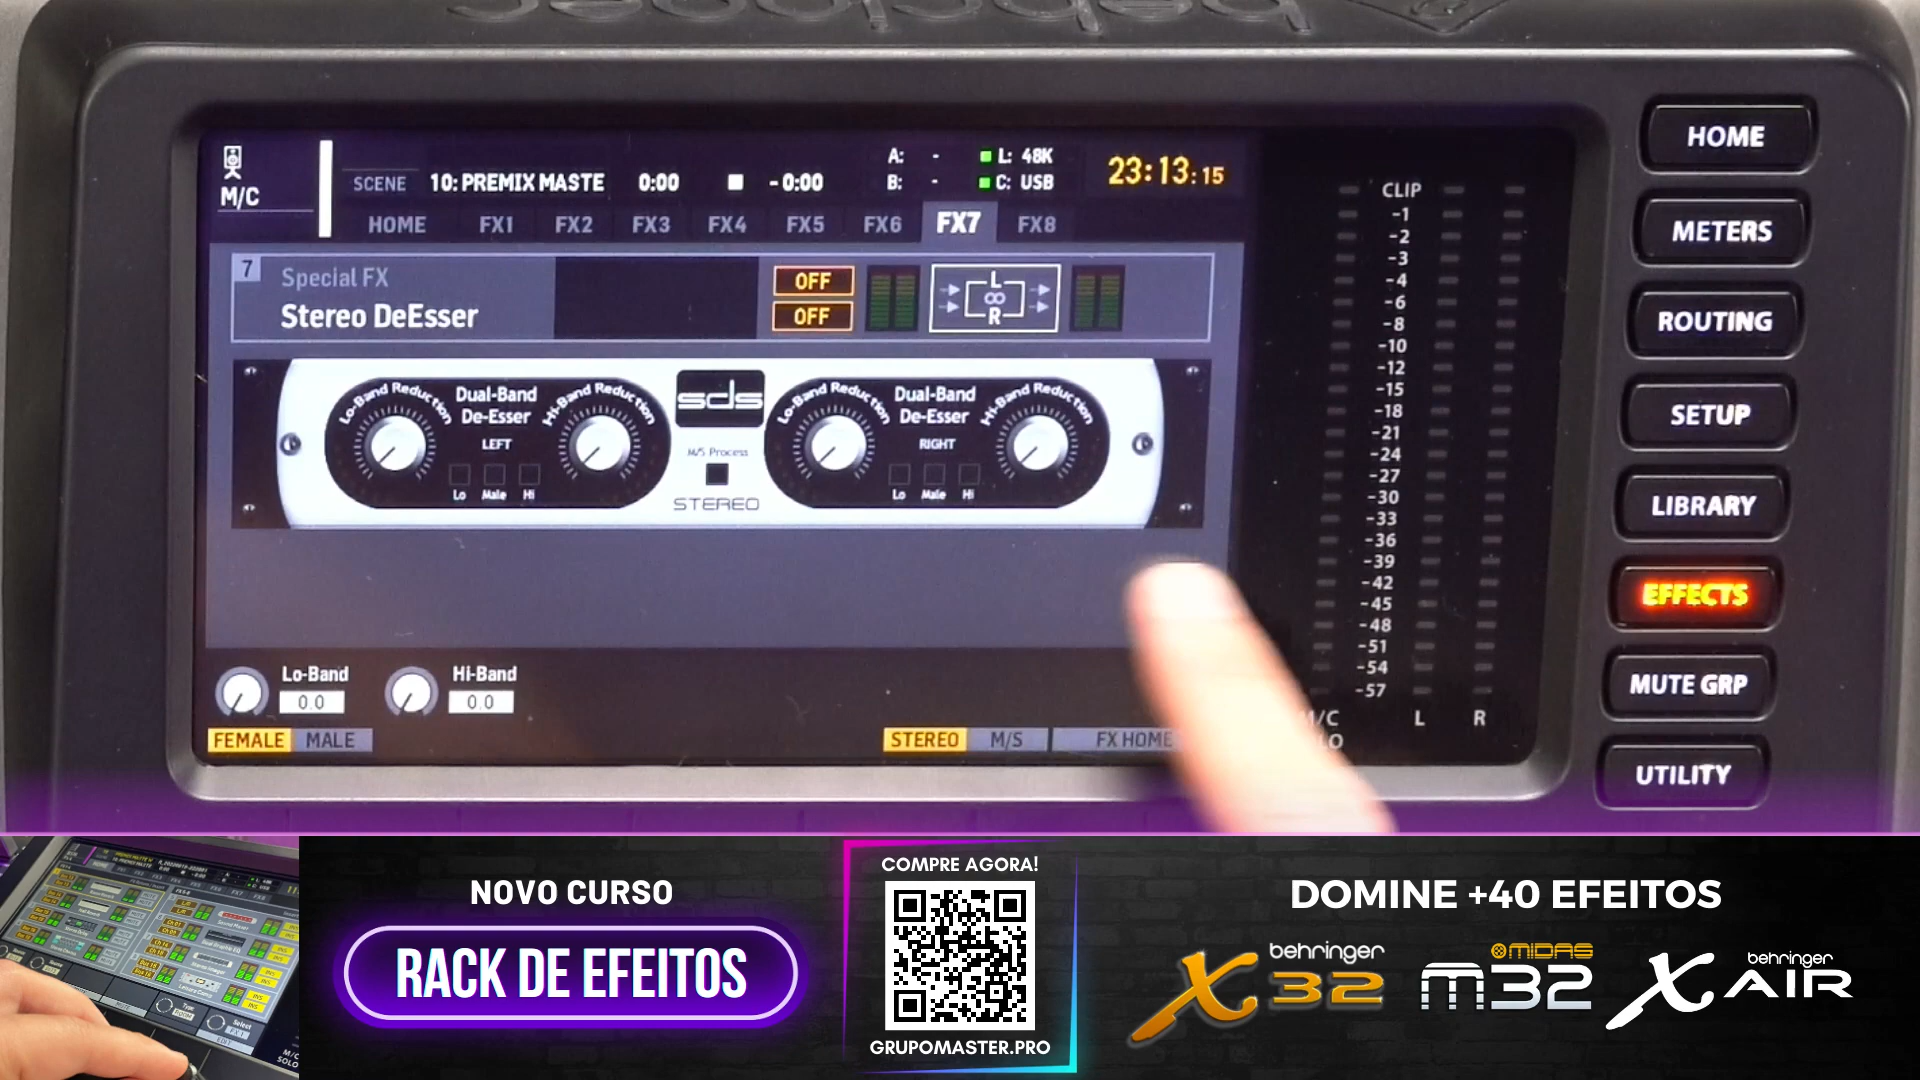 behringer
M/C
SCENE 10: PREMIX MASTE 0:00 -0:00
A: - L: 48K
B: - C: USB
23:13:15
HOME FX1 FX2 FX3 FX4 FX5 FX6 FX7 FX8
7 Special FX
Stereo DeEsser
OFF
OFF
L
R
Lo-Band Reduction
Dual-Band
De-Esser
LEFT
Hi-Band Reduction
Lo Male Hi
sds
M/S Process
STEREO
Lo-Band Reduction
Dual-Band
De-Esser
RIGHT
Hi-Band Reduction
Lo Male Hi
Lo-Band
0.0
Hi-Band
0.0
FEMALE MALE
STEREO M/S FX HOME
CLIP
-1
-2
-3
-4
-6
-8
-10
-12
-15
-18
-21
-24
-27
-30
-33
-36
-39
-42
-45
-48
-51
-54
-57
M/C L R
HOME
METERS
ROUTING
SETUP
LIBRARY
EFFECTS
MUTE GRP
UTILITY
NOVO CURSO
RACK DE EFEITOS
COMPRE AGORA!
GRUPOMASTER.PRO
DOMINE +40 EFEITOS
behringer
X32
MIDAS
M32
behringer
X AIR